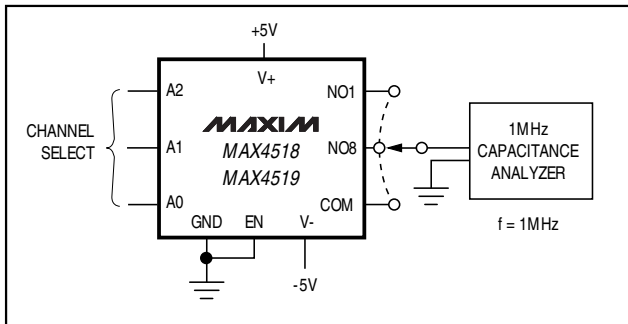 +5V
V+
A2
NO1
CHANNEL
SELECT
A1
MAXIM
MAX4518
MAX4519
NO8
1MHz
CAPACITANCE
ANALYZER
A0
COM
GND
EN
V-
f = 1MHz
-5V